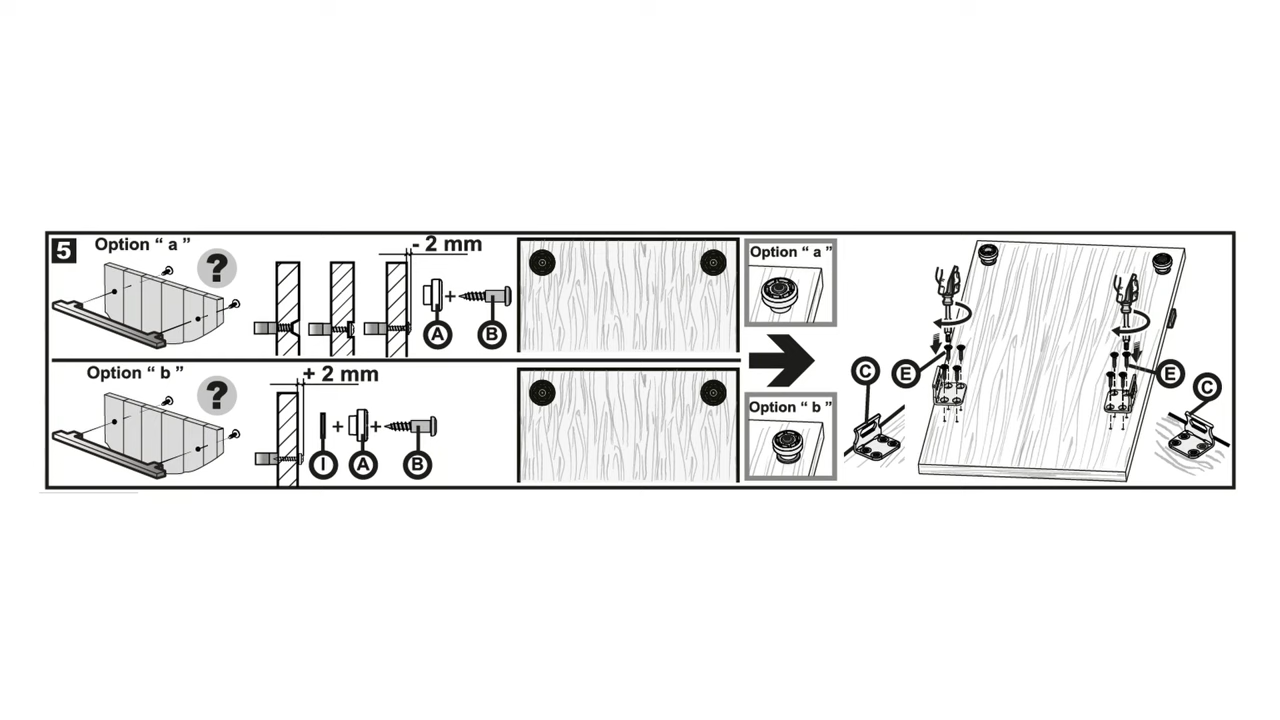 5
Option “ a ”
?
- 2 mm
A
+
B
Option “ b ”
?
+ 2 mm
I
+
A
+
B
Option “ a ”
Option “ b ”
C
E
E
C